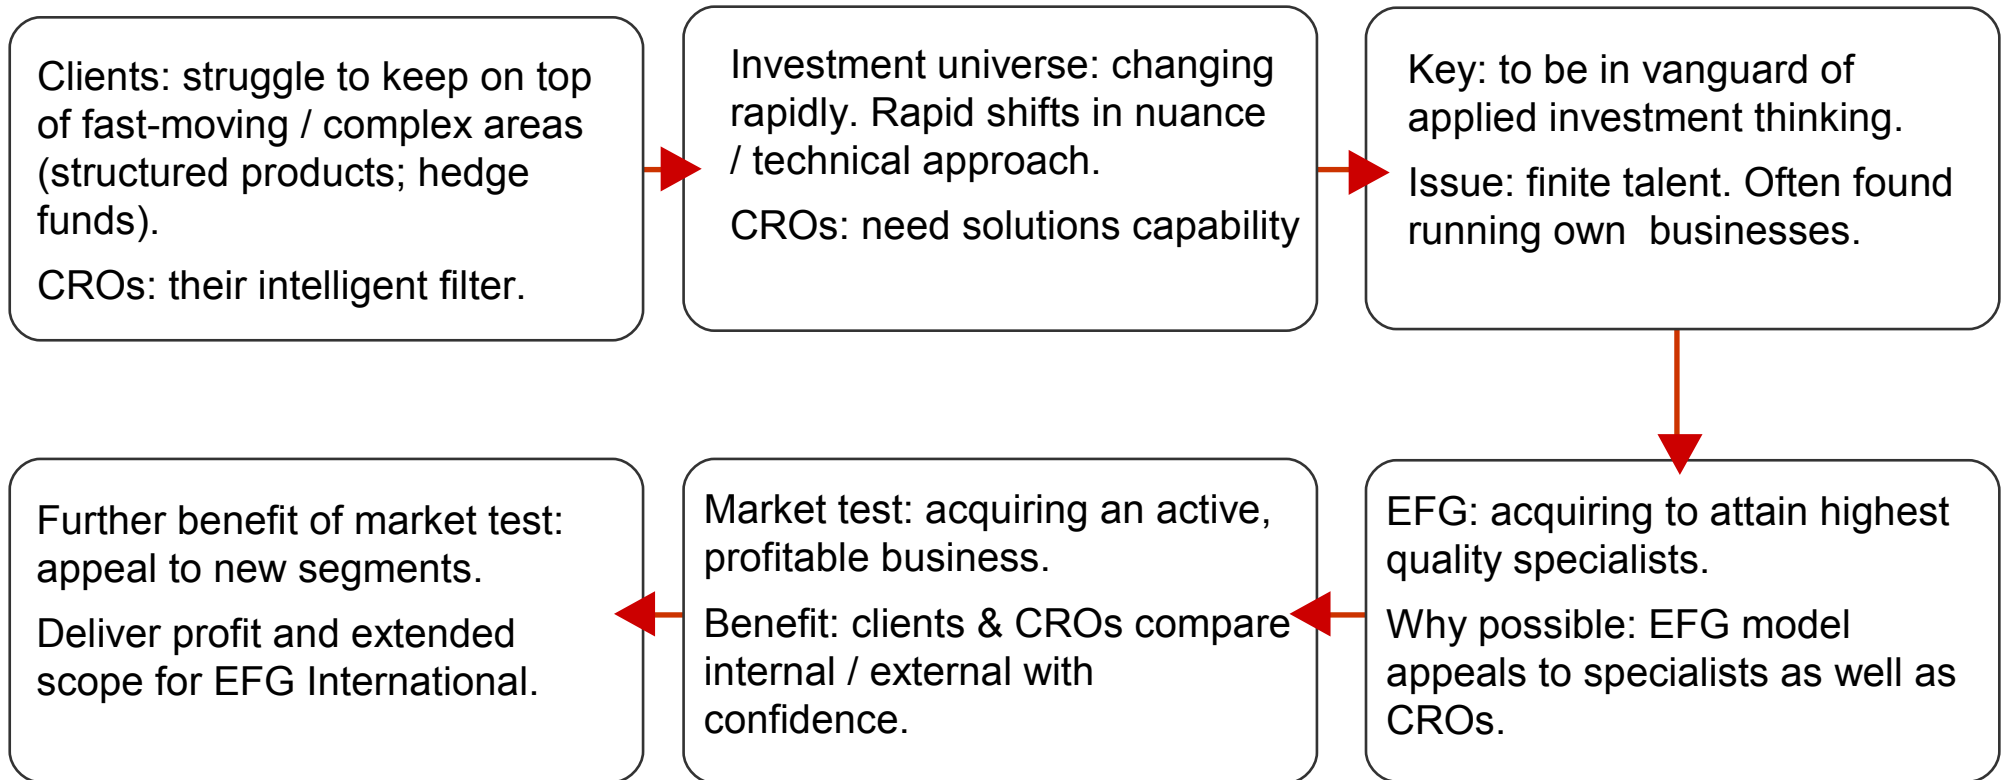 Clients: struggle to keep on top
of fast-moving / complex areas
(structured products; hedge
funds).
CROs: their intelligent filter.
Investment universe: changing
rapidly. Rapid shifts in nuance
/ technical approach.
CROs: need solutions capability
Key: to be in vanguard of
applied investment thinking.
Issue: finite talent. Often found
running own  businesses.
EFG: acquiring to attain highest
quality specialists.
Why possible: EFG model
appeals to specialists as well as
CROs.
Market test: acquiring an active,
profitable business.
Benefit: clients & CROs compare
internal / external with
confidence.
Further benefit of market test:
appeal to new segments.
Deliver profit and extended
scope for EFG International.